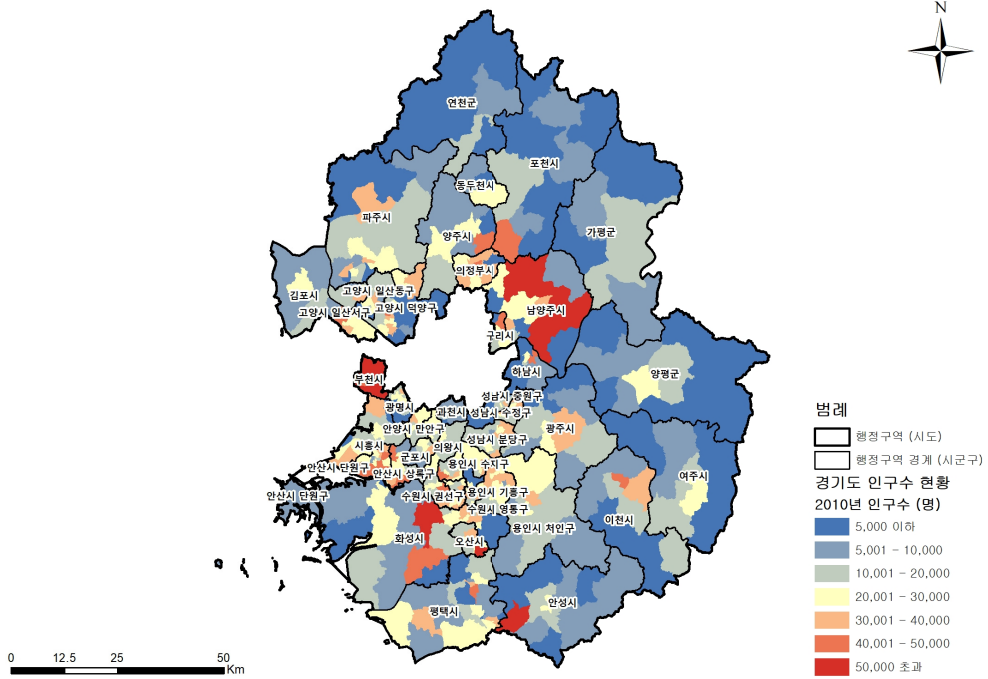 N
연천군
포천시
동두천시
파주시
가평군
양주시
의정부시
고양시 일산동구
김포시
고양시 일산서구
고양시 덕양구
남양주시
구리시
하남시
양평군
부천시
성남시 중원구
광명시
과천시
성남시 수정구
안양시 만안구
광주시
시흥시
의왕시
성남시 분당구
군포시
안산시 단원구
안산시 상록구
용인시 수지구
여주시
안산시 단원구
수원시 권선구
용인시 기흥구
수원시 영통구
용인시 처인구
이천시
화성시
오산시
평택시
안성시
범례
행정구역 (시도)
행정구역 경계 (시군구)
경기도 인구수 현황
2010년 인구수 (명)
5,000 이하
5,001 - 10,000
10,001 - 20,000
20,001 - 30,000
30,001 - 40,000
40,001 - 50,000
50,000 초과
0 12.5 25 50
Km